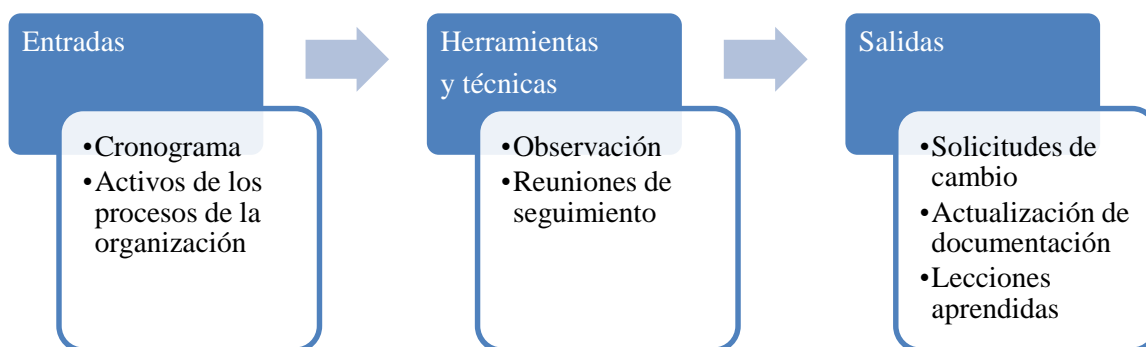 Entradas
•Cronograma
•Activos de los
procesos de la
organización
Herramientas
y técnicas
•Observación
•Reuniones de
seguimiento
Salidas
•Solicitudes de
cambio
•Actualización de
documentación
•Lecciones
aprendidas